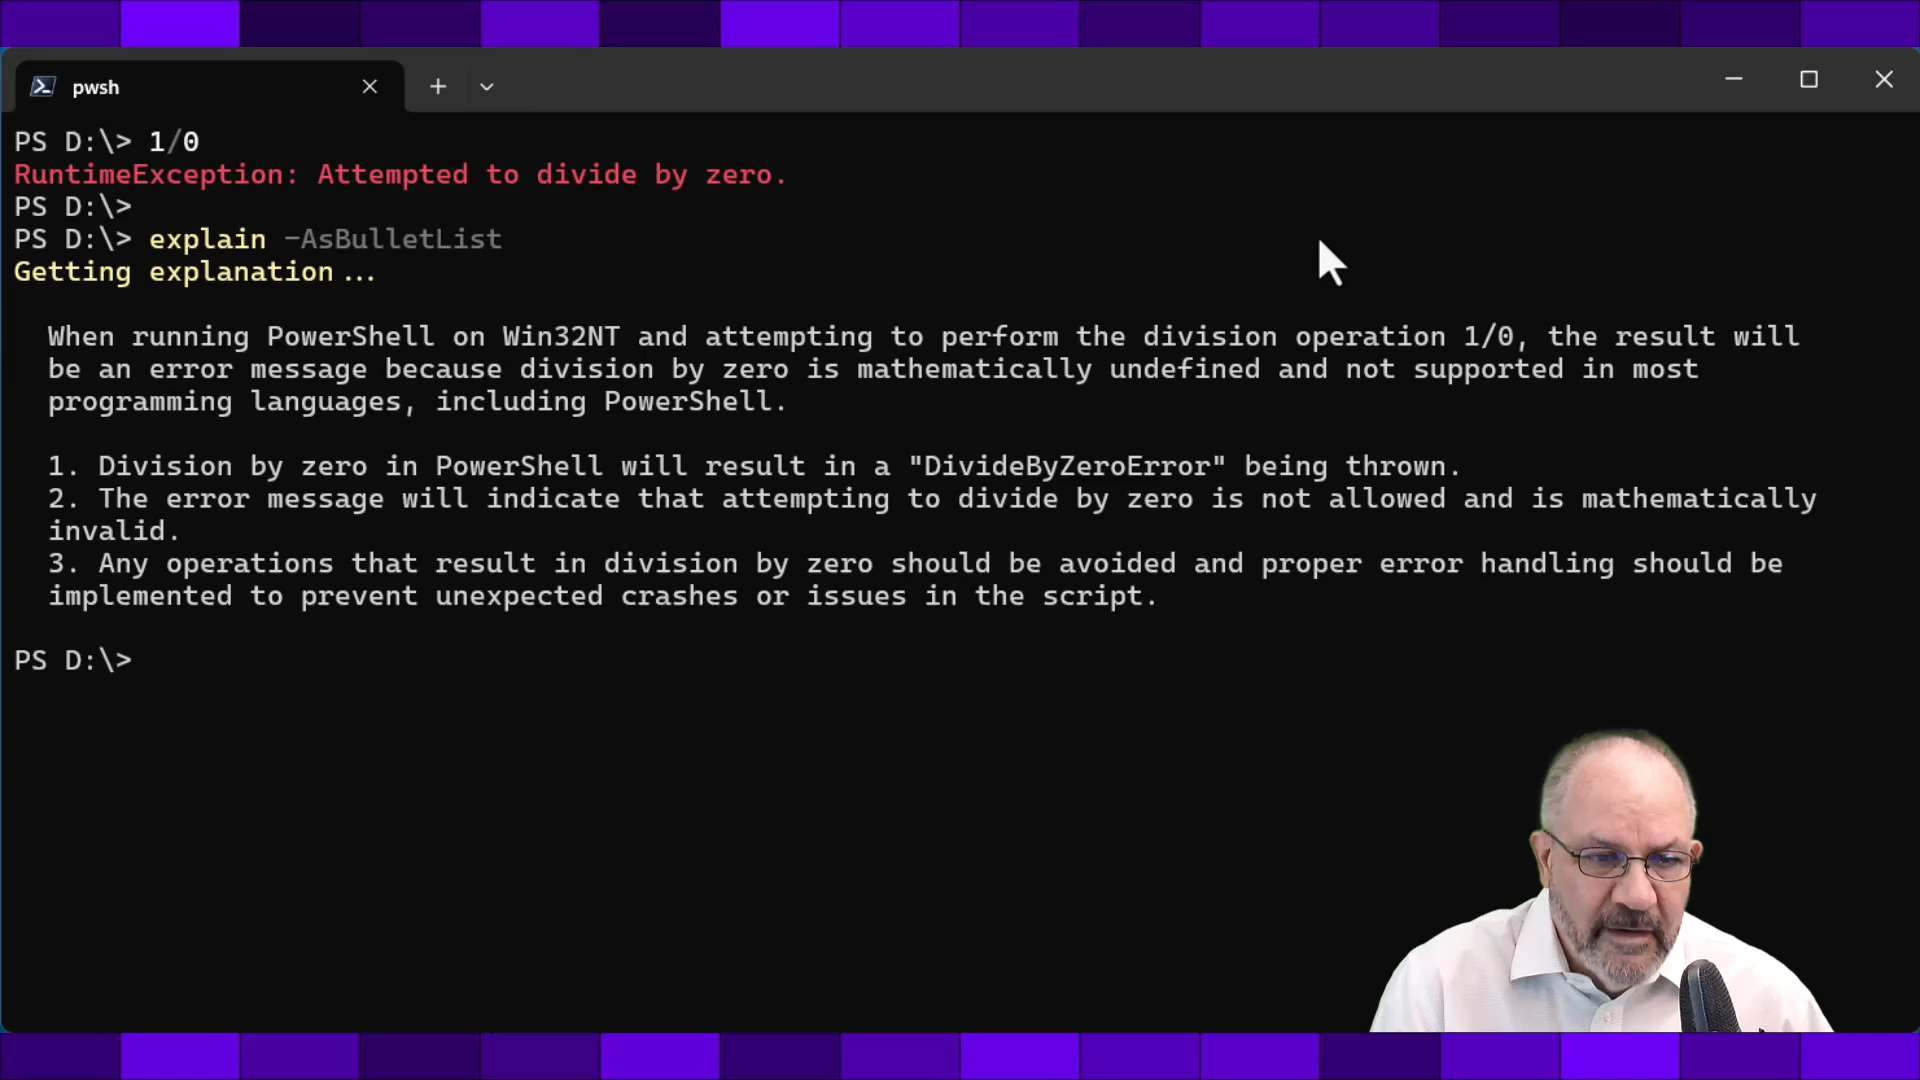 pwsh
PS D:\> 1/0
RuntimeException: Attempted to divide by zero.
PS D:\>
PS D:\> explain -AsBulletList
Getting explanation...
When running PowerShell on Win32NT and attempting to perform the division operation 1/0, the result will
be an error message because division by zero is mathematically undefined and not supported in most
programming languages, including PowerShell.
1. Division by zero in PowerShell will result in a "DivideByZeroError" being thrown.
2. The error message will indicate that attempting to divide by zero is not allowed and is mathematically
invalid.
3. Any operations that result in division by zero should be avoided and proper error handling should be
implemented to prevent unexpected crashes or issues in the script.
PS D:\>